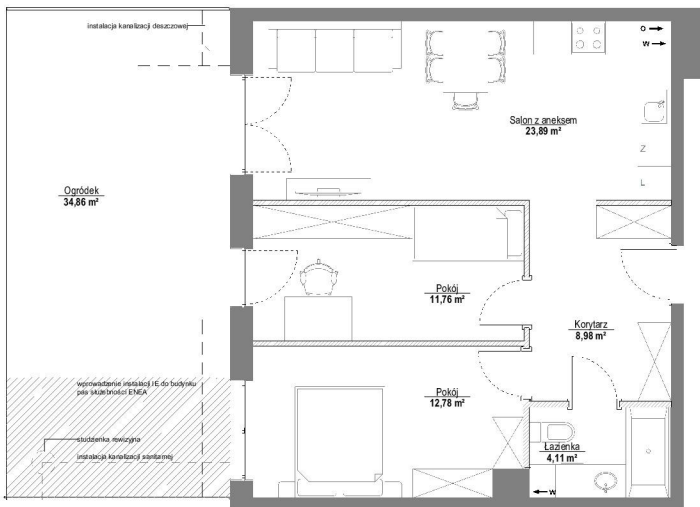 instalacja kanalizacji deszczowej
O
W
Salon z aneksem
23,89 m²
Z
L
Ogródek
34,86 m²
Pokój
11,76 m²
Korytarz
8,98 m²
wprowadzenie instalacji IE do budynku
pas służebności ENEA
Pokój
12,78 m²
studzienka rewizyjna
instalacja kanalizacji sanitarnej
Łazienka
4,11 m²
W